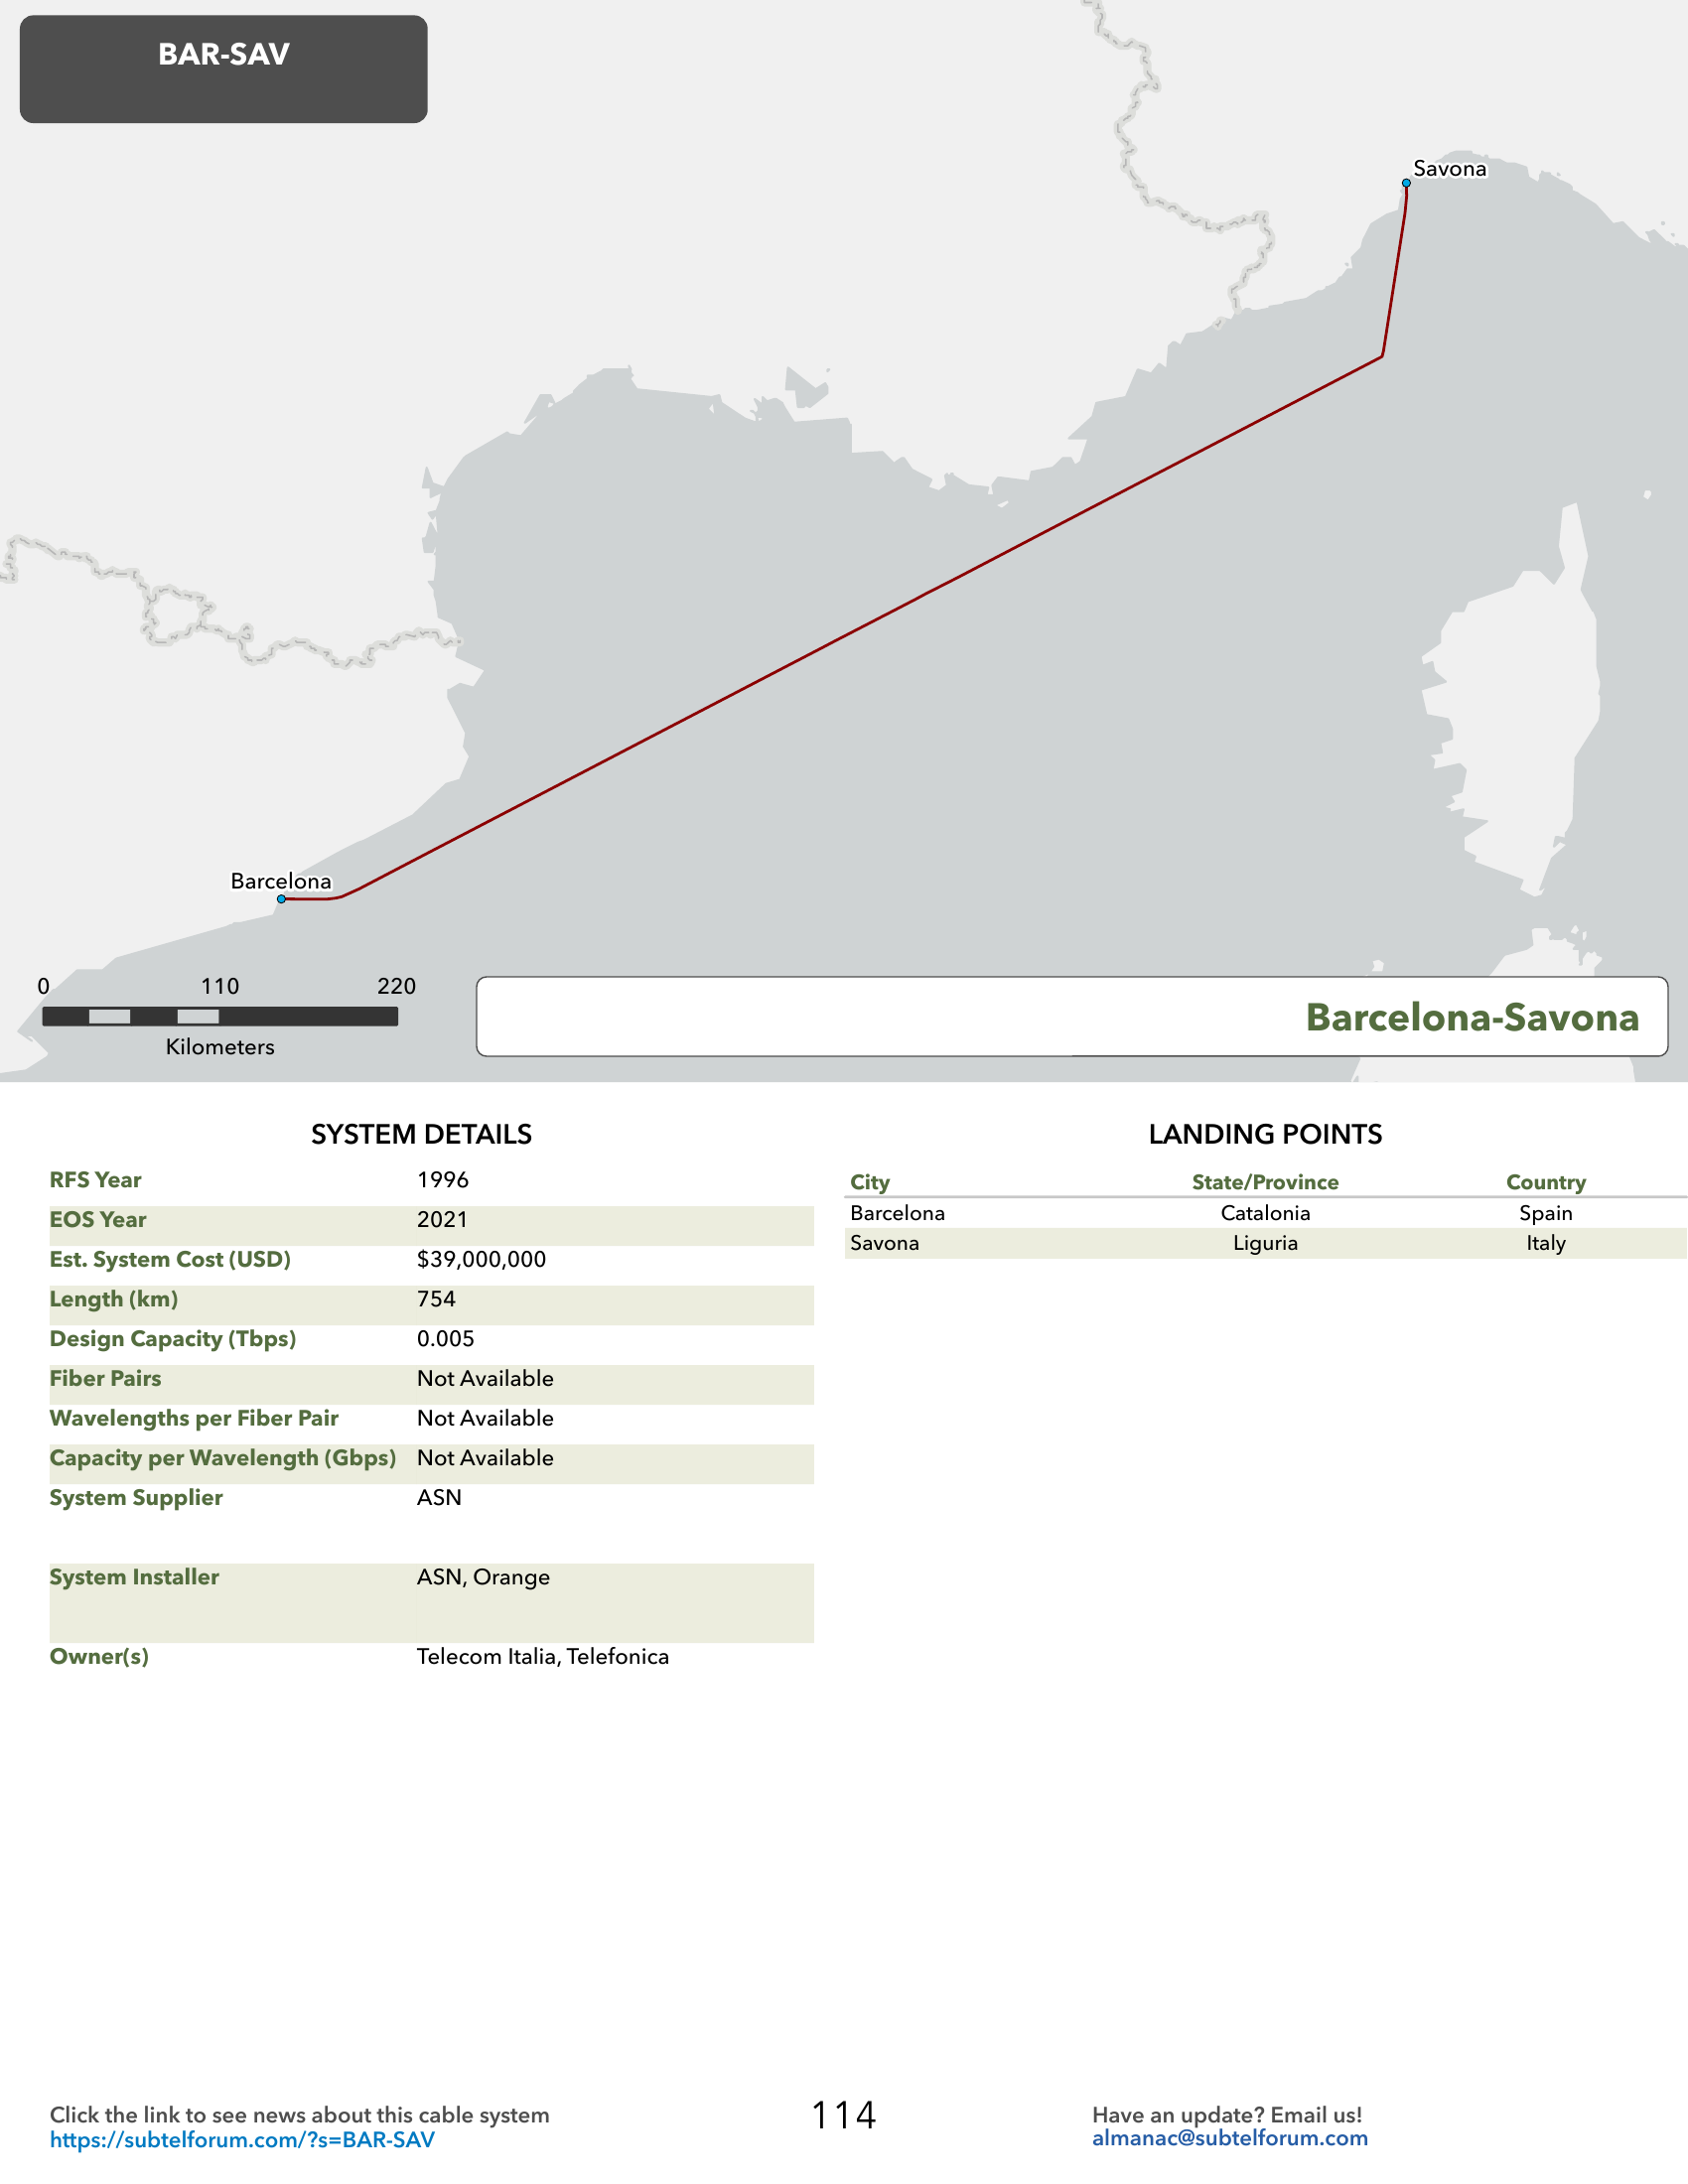 BAR-SAV
Savona
Barcelona
0 110 220
Kilometers
Barcelona-Savona
SYSTEM DETAILS
RFS Year 1996
EOS Year 2021
Est. System Cost (USD) $39,000,000
Length (km) 754
Design Capacity (Tbps) 0.005
Fiber Pairs Not Available
Wavelengths per Fiber Pair Not Available
Capacity per Wavelength (Gbps) Not Available
System Supplier ASN
System Installer ASN, Orange
Owner(s) Telecom Italia, Telefonica
LANDING POINTS
City State/Province Country
Barcelona Catalonia Spain
Savona Liguria Italy
Click the link to see news about this cable system
https://subtelforum.com/?s=BAR-SAV
114
Have an update? Email us!
almanac@subtelforum.com